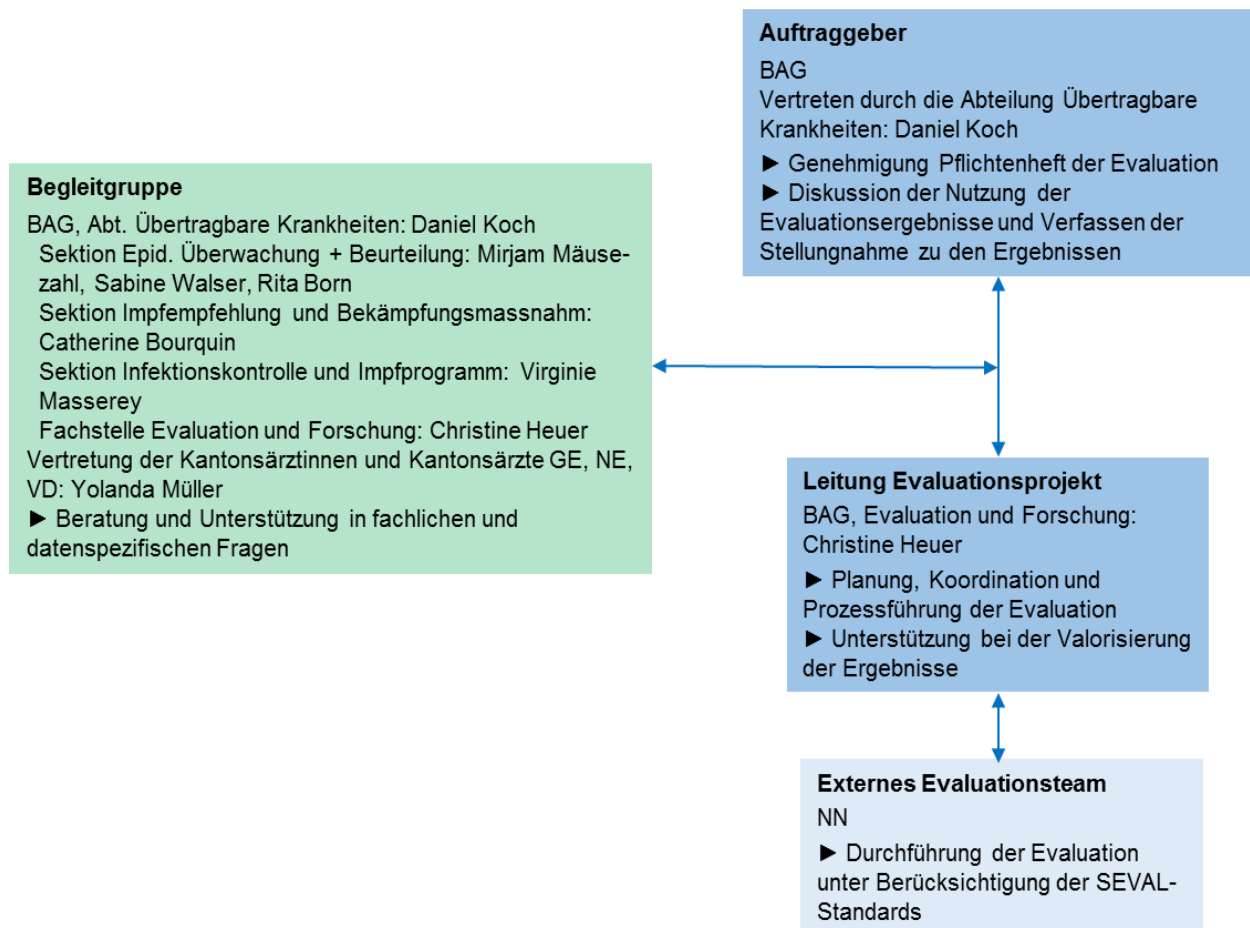 Auftraggeber
BAG
Vertreten durch die Abteilung Übertragbare
Krankheiten: Daniel Koch
► Genehmigung Pflichtenheft der Evaluation
► Diskussion der Nutzung der
Evaluationsergebnisse und Verfassen der
Stellungnahme zu den Ergebnissen
Begleitgruppe
BAG, Abt. Übertragbare Krankheiten: Daniel Koch
Sektion Epid. Überwachung + Beurteilung: Mirjam Mäuse-
zahl, Sabine Walser, Rita Born
Sektion Impfempfehlung und Bekämpfungsmassnahm:
Catherine Bourquin
Sektion Infektionskontrolle und Impfprogramm: Virginie
Masserey
Fachstelle Evaluation und Forschung: Christine Heuer
Vertretung der Kantonsärztinnen und Kantonsärzte GE, NE,
VD: Yolanda Müller
► Beratung und Unterstützung in fachlichen und
datenspezifischen Fragen
Leitung Evaluationsprojekt
BAG, Evaluation und Forschung:
Christine Heuer
► Planung, Koordination und
Prozessführung der Evaluation
► Unterstützung bei der Valorisierung
der Ergebnisse
Externes Evaluationsteam
NN
► Durchführung der Evaluation
unter Berücksichtigung der SEVAL-
Standards